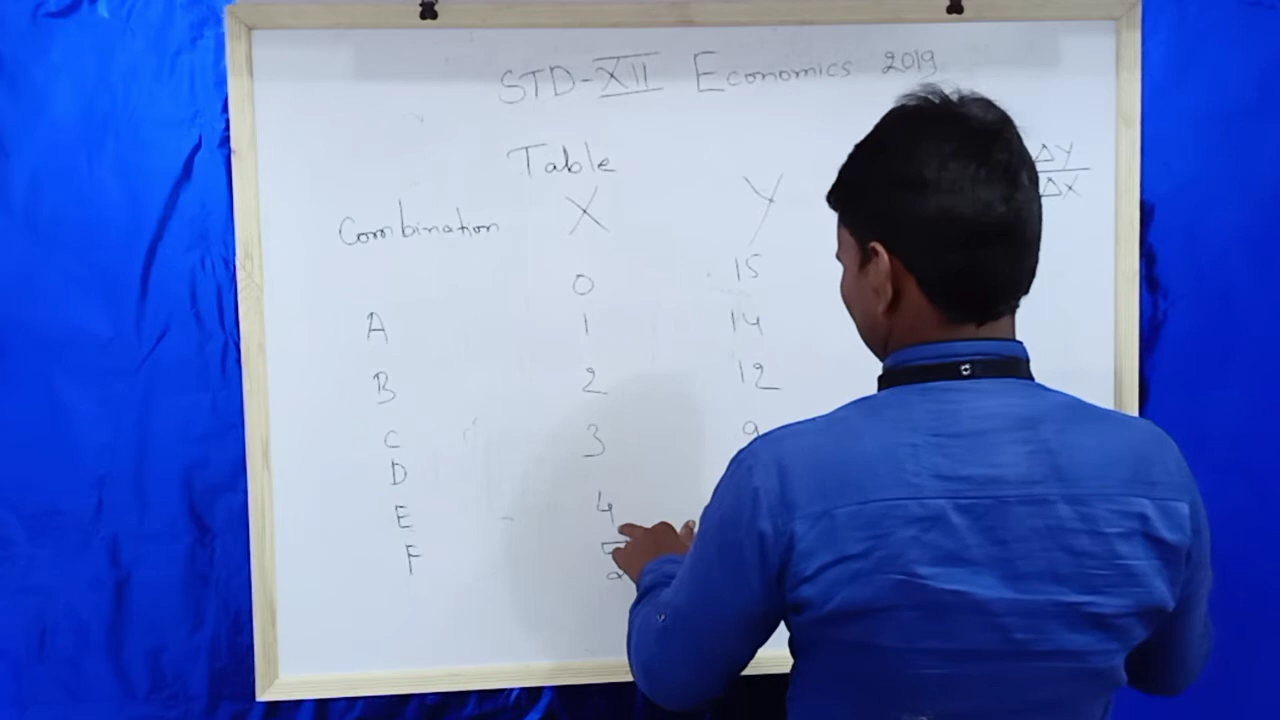 STD-XII Economics 2019
Table
ΔY
ΔX
Combination X Y
0 15
A 1 14
B 2 12
C 3 9
D
E 4
F